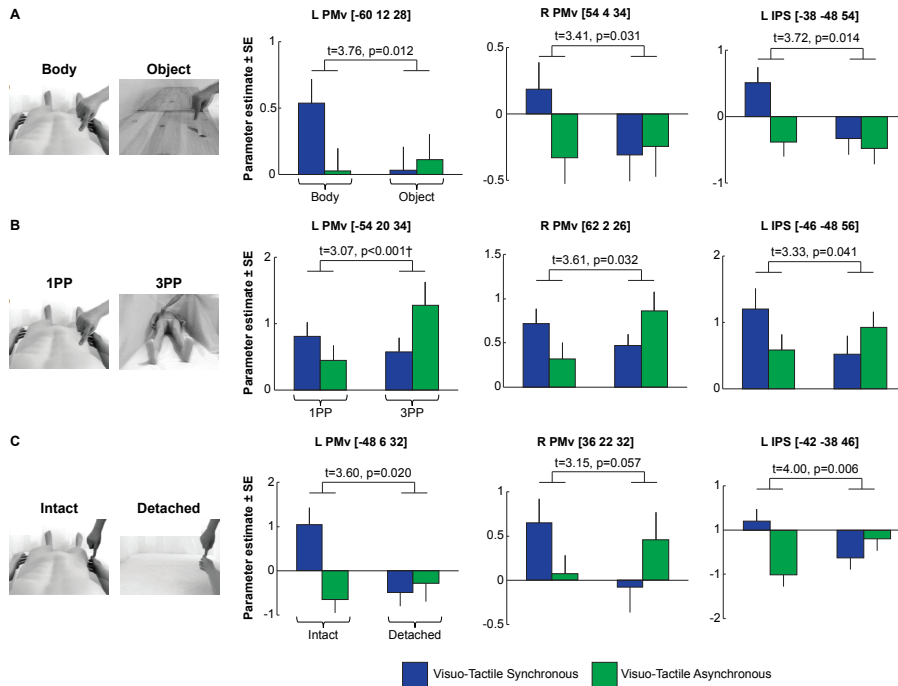 A
Body
Object
L PMv [-60 12 28]
R PMv [54 4 34]
L IPS [-38 -48 54]
Parameter estimate ± SE
1
0.5
0
t=3.76, p=0.012
Body
Object
0.5
0
-0.5
t=3.41, p=0.031
1
0
-1
t=3.72, p=0.014
B
1PP
3PP
L PMv [-54 20 34]
R PMv [62 2 26]
L IPS [-46 -48 56]
Parameter estimate ± SE
2
1
0
t=3.07, p<0.001†
1PP
3PP
1.5
1
0.5
0
t=3.61, p=0.032
2
1
0
t=3.33, p=0.041
C
Intact
Detached
L PMv [-48 6 32]
R PMv [36 22 32]
L IPS [-42 -38 46]
Parameter estimate ± SE
2
1
0
-1
t=3.60, p=0.020
Intact
Detached
1
0.5
0
-0.5
t=3.15, p=0.057
1
1
-1
-2
t=4.00, p=0.006
Visuo-Tactile Synchronous
Visuo-Tactile Asynchronous